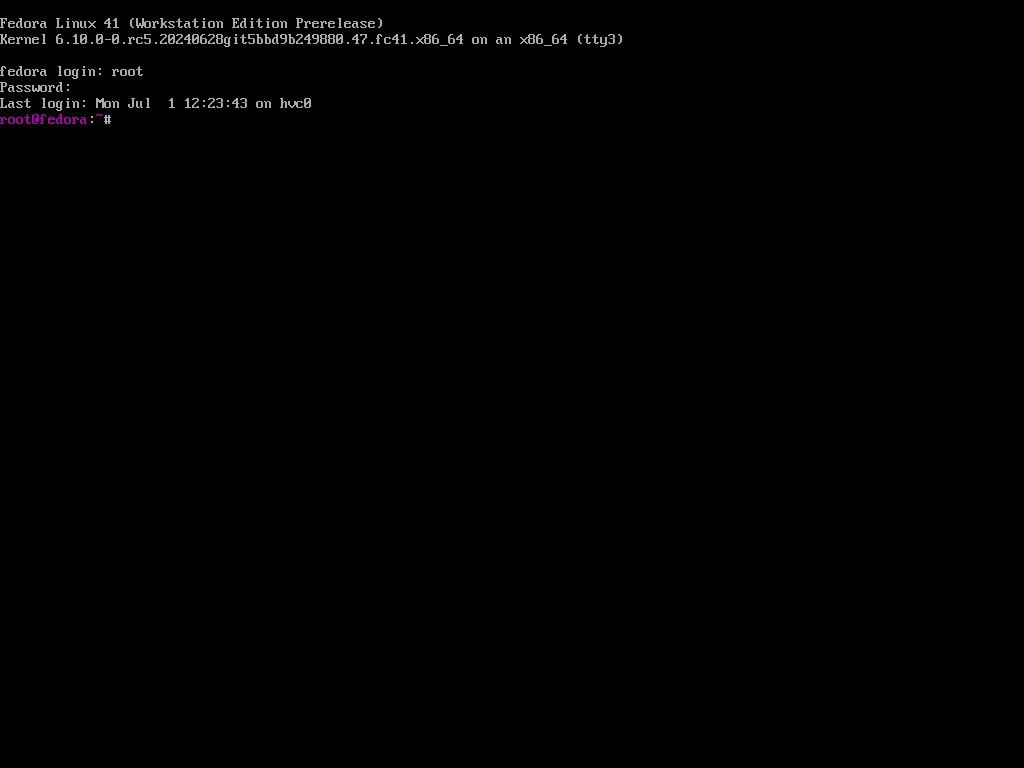 Fedora Linux 41 (Workstation Edition Prerelease)
Kernel 6.10.0-0.rc5.20240628git5bbd9b249880.47.fc41.x86_64 on an x86_64 (tty3)
fedora login: root
Password:
Last login: Mon Jul  1 12:23:43 on hvc0
root@fedora:~#